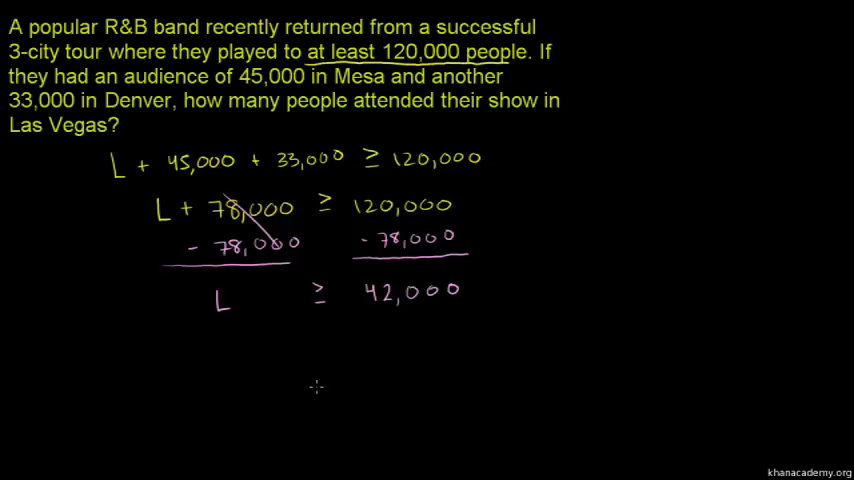 A popular R&B band recently returned from a successful
3-city tour where they played to at least 120,000 people. If
they had an audience of 45,000 in Mesa and another
33,000 in Denver, how many people attended their show in
Las Vegas?
L + 45,000 + 33,000 ≥ 120,000
L + 78,000 ≥ 120,000
- 78,000 - 78,000
L ≥ 42,000
khanacademy.org